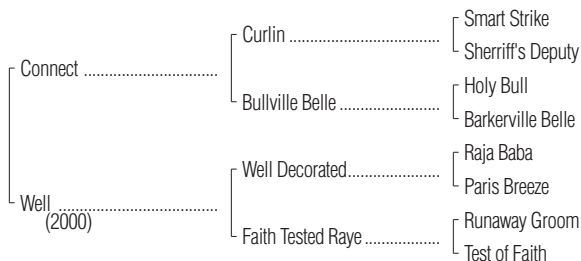 Smart Strike
Curlin
Sherriff's Deputy
Connect
Holy Bull
Bullville Belle
Barkerville Belle
Raja Baba
Well Decorated
Paris Breeze
Well
(2000)
Runaway Groom
Faith Tested Raye
Test of Faith